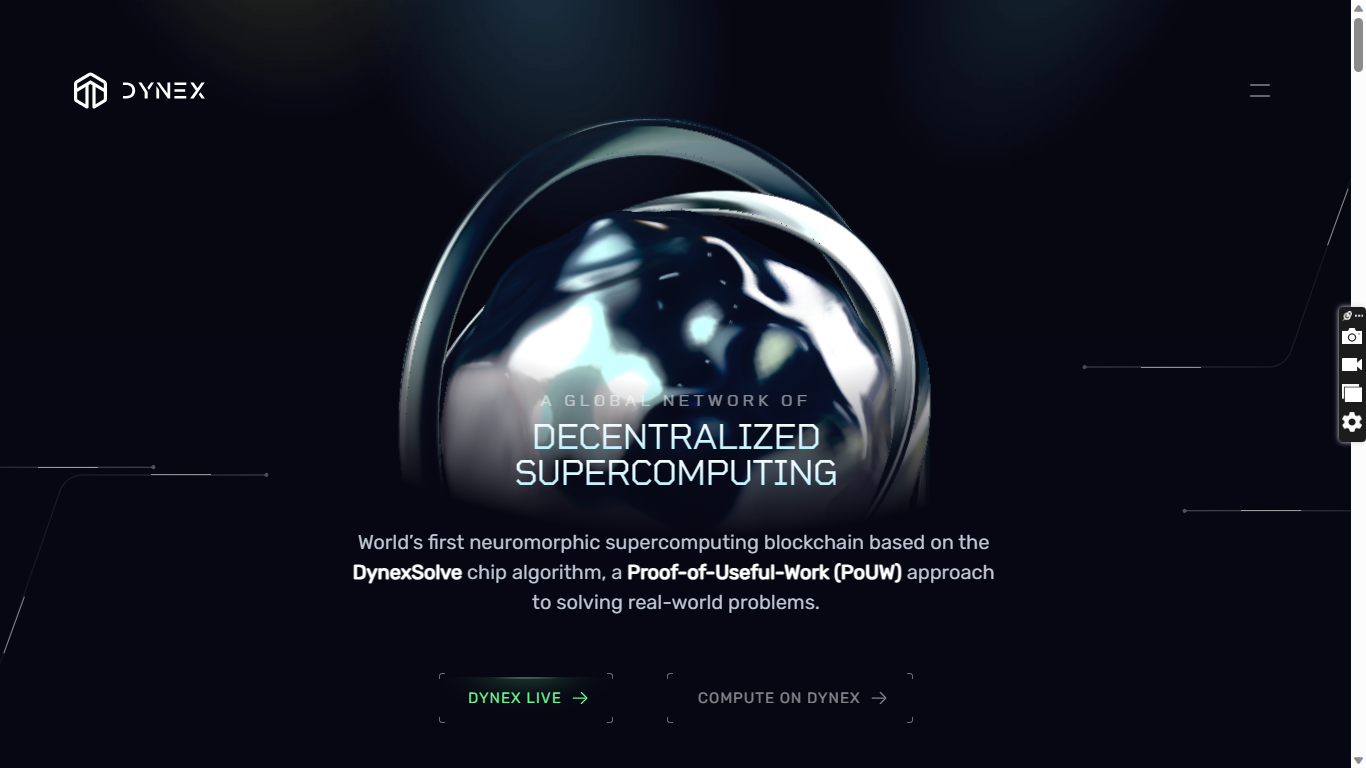 DYNEX
A GLOBAL NETWORK OF
DECENTRALIZED
SUPERCOMPUTING
World’s first neuromorphic supercomputing blockchain based on the
DynexSolve chip algorithm, a Proof-of-Useful-Work (PoUW) approach
to solving real-world problems.
DYNEX LIVE →
COMPUTE ON DYNEX →